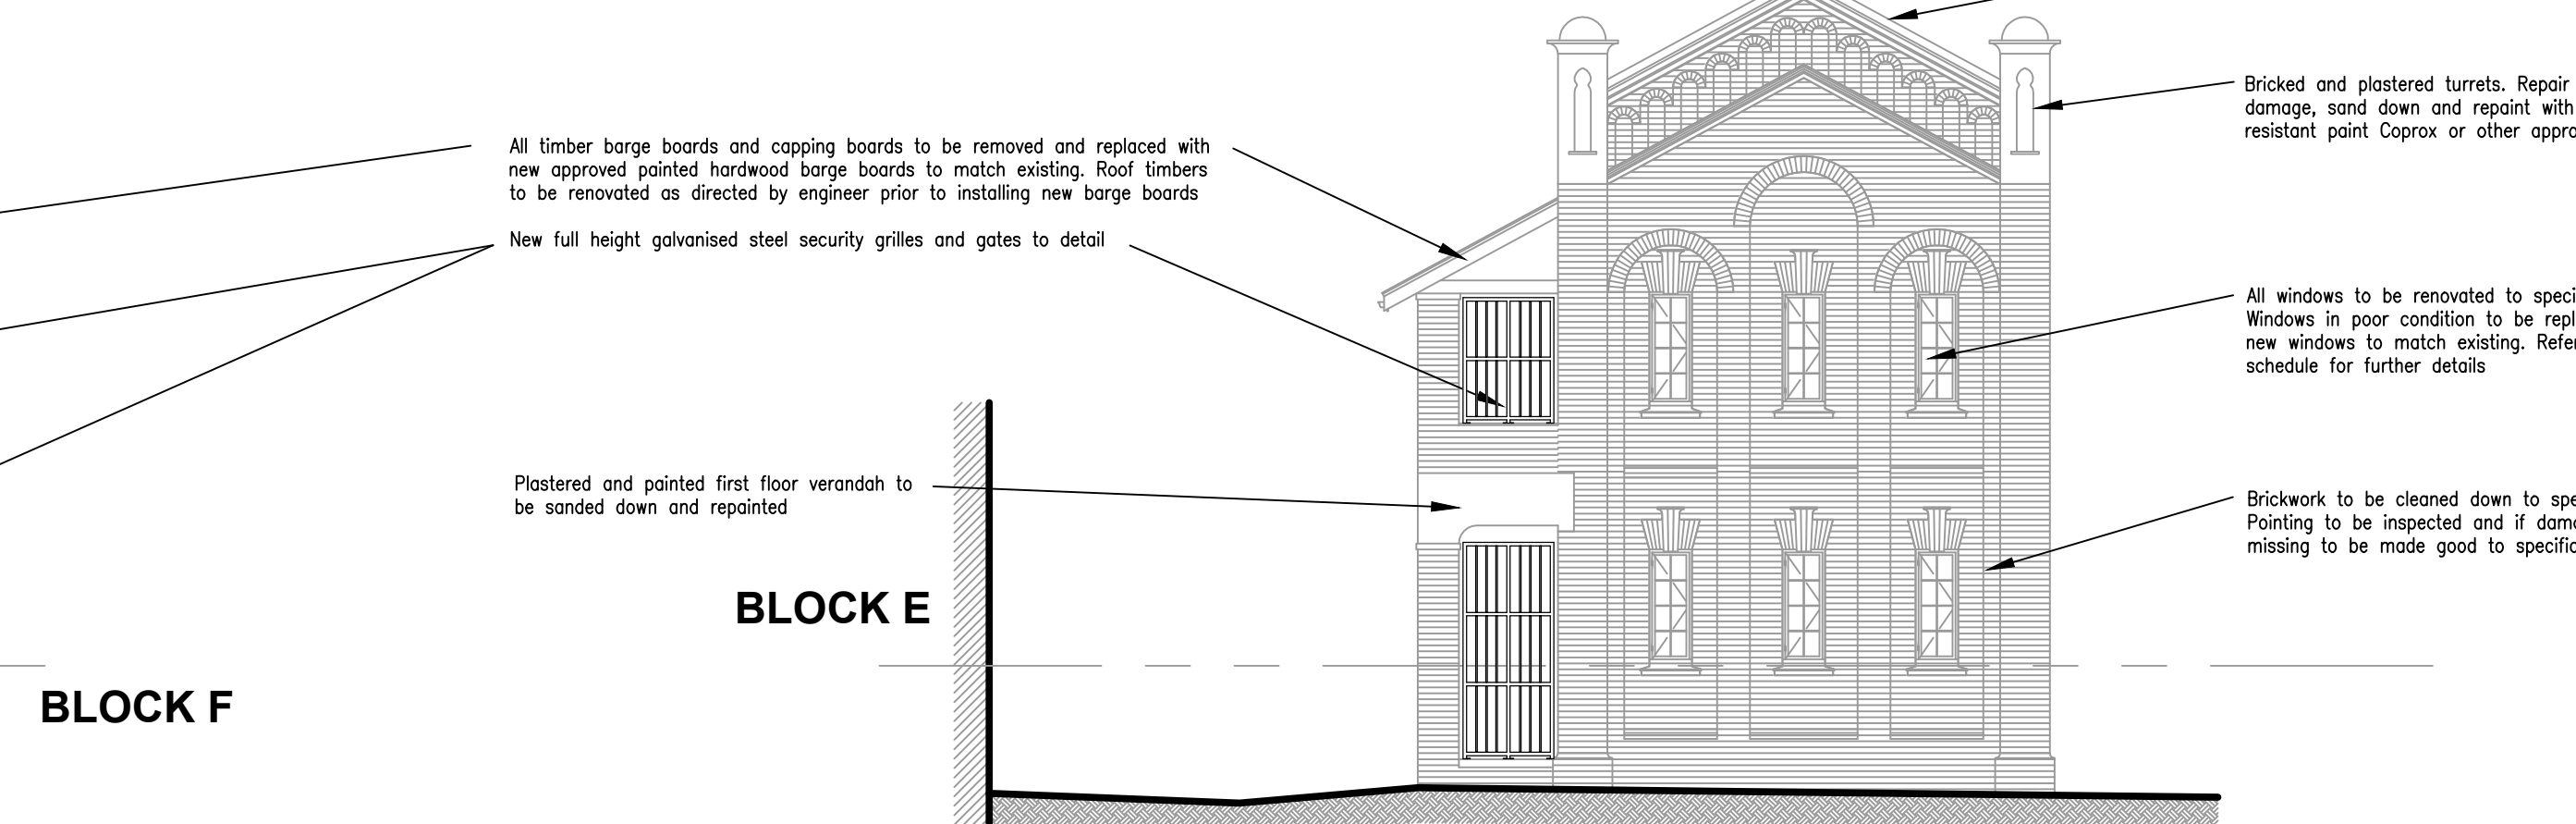 All timber barge boards and capping boards to be removed and replaced with
new approved painted hardwood barge boards to match existing. Roof timbers
to be renovated as directed by engineer prior to installing new barge boards
New full height galvanised steel security grilles and gates to detail
Plastered and painted first floor verandah to
be sanded down and repainted
BLOCK E
BLOCK F
Bricked and plastered turrets. Repair
damage, sand down and repaint with
resistant paint Coprox or other
All windows to be renovated to
Windows in poor condition to be
new windows to match existing.
schedule for further details
Brickwork to be cleaned down to
Pointing to be inspected and if
missing to be made good to